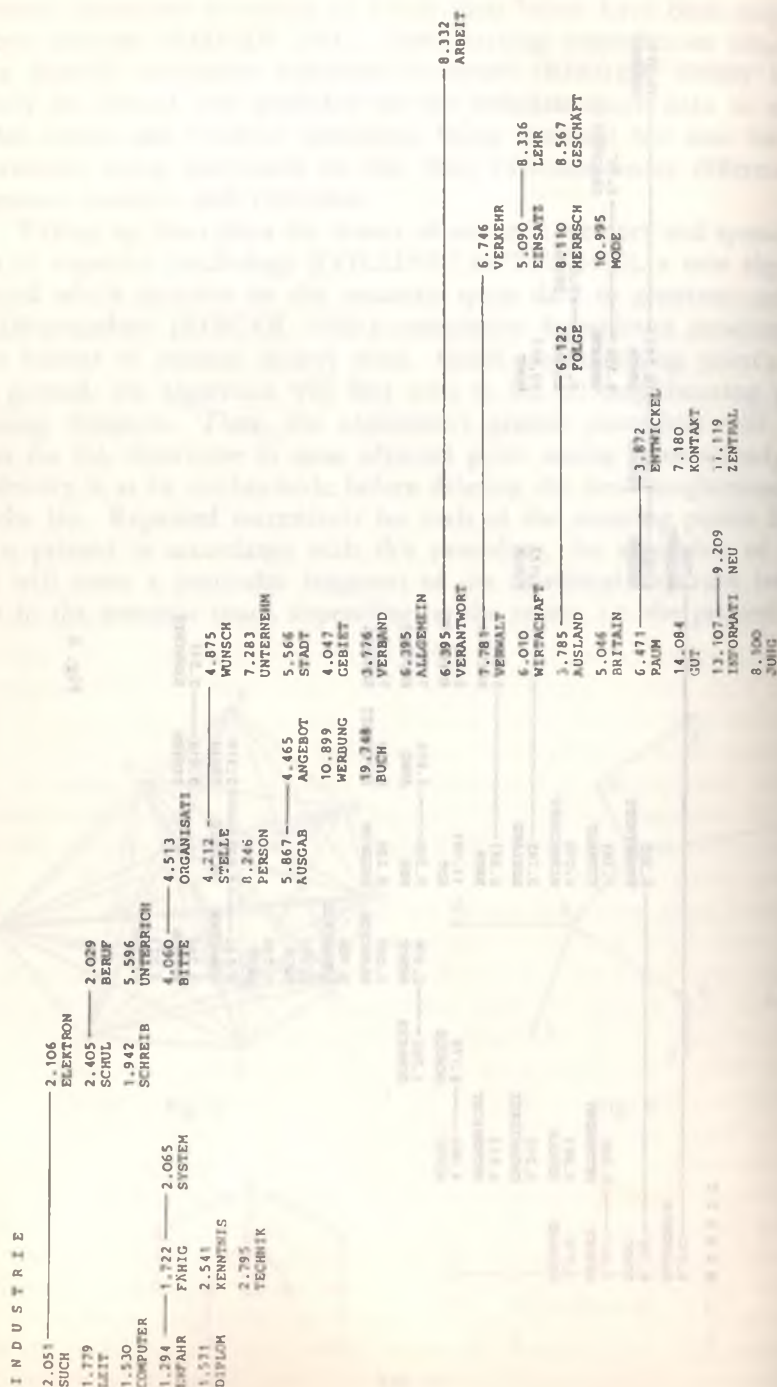 I N D U S T R I E
2.051 2.106
SUCH ELEKTRON
1.779 2.405 2.029
LEIT SCHUL BERUF
1.530 1.942 5.596
COMPUTER SCHREIB UNTERRICH
1.294 1.722 2.065 4.060 4.513
ERFAHR FÄHIG SYSTEM BITTE ORGANISATI
1.571 2.541 4.212 4.875
DIPLOM KENNTNIS STELLE WUNSCH
2.795 8.246 7.283
TECHNIK PERSON UNTERNEHM
5.867 4.465 5.566
AUSGAB ANGEBOT STADT
10.899 4.047
WERBUNG GEBIET
19.748 3.776
BUCH VERBAND
6.395
ALLGEMEIN
6.395 8.332
VERANTWORT ARBEIT
7.781 6.746
VERWALT VERKEHR
6.010 5.090 8.336
WIRTACHAFT EINSATZ LEHR
3.785 6.122 8.110 8.567
AUSLAND FOLGE HERRSCH GESCHÄFT
5.046 10.995
BRITAIN MODE
6.471 3.872
RAUM ENTWICKEL
14.084 7.180
GUT KONTAKT
13.107 9.209 11.119
INFORMATI NEU ZENTRAL
8.100
JUNG